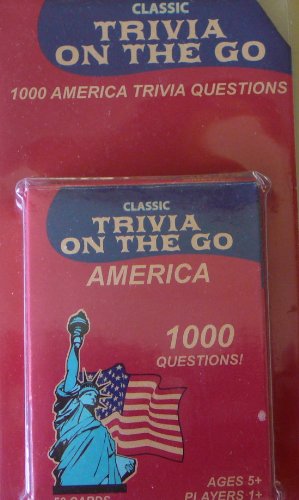 CLASSIC
TRIVIA
ON THE GO
1000 AMERICA TRIVIA QUESTIONS
CLASSIC
TRIVIA
ON THE GO
AMERICA
1000
QUESTIONS!
AGES 5+
CARDS PLAYERS 1+